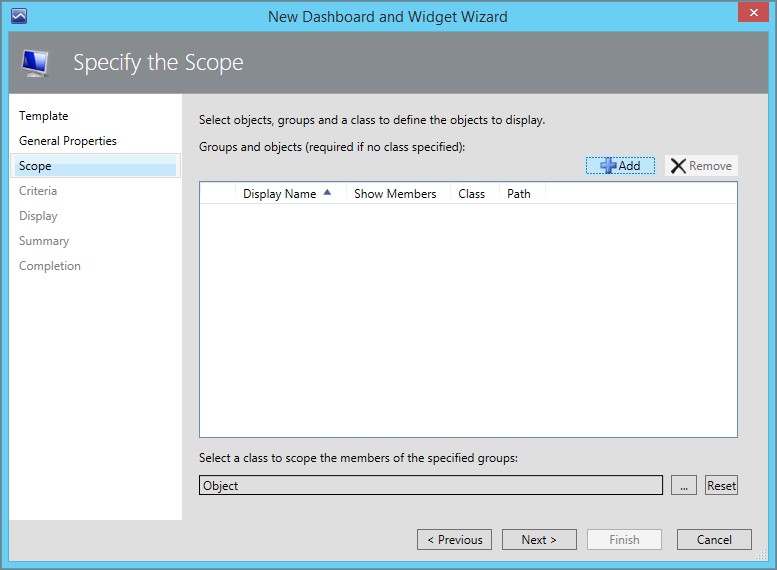 New Dashboard and Widget Wizard
Specify the Scope
Template
General Properties
Scope
Criteria
Display
Summary
Completion
Select objects, groups and a class to define the objects to display.
Groups and objects (required if no class specified):
Add Remove
Display Name Show Members Class Path
Select a class to scope the members of the specified groups:
Object ... Reset
< Previous Next > Finish Cancel